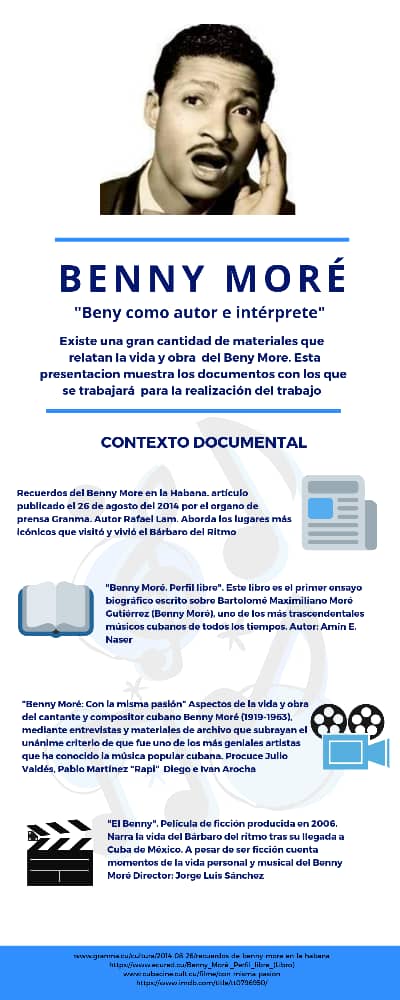 BENNY MORÉ
"Beny como autor e intérprete"
Existe una gran cantidad de materiales que
relatan la vida y obra del Beny More. Esta
presentacion muestra los documentos con los que
se trabajará para la realización del trabajo
CONTEXTO DOCUMENTAL
Recuerdos del Benny More en la Habana. artículo
publicado el 26 de agosto del 2014 por el organo de
prensa Granma. Autor Rafael Lam. Aborda los lugares más
icónicos que visitó y vivió el Bárbaro del Ritmo
"Benny Moré. Perfil libre". Este libro es el primer ensayo
biográfico escrito sobre Bartolomé Maximiliano Moré
Gutiérrez (Benny Moré), uno de los más trascendentales
músicos cubanos de todos los tiempos. Autor: Amín E.
Naser
"Benny Moré: Con la misma pasión" Aspectos de la vida y obra
del cantante y compositor cubano Benny Moré (1919-1963),
mediante entrevistas y materiales de archivo que subrayan el
unánime criterio de que fue uno de los más geniales artistas
que ha conocido la música popular cubana. Procuce Julio
Valdés, Pablo Martínez "Rapi" Diego e Ivan Arocha
"El Benny". Película de ficción producida en 2006.
Narra la vida del Bárbaro del ritmo tras su llegada a
Cuba de México. A pesar de ser ficción cuenta
momentos de la vida personal y musical del Benny
Moré Director: Jorge Luis Sánchez
www.granma.cu/cultura/2014-08-26/recuerdos-de-benny-more-en-la-habana
https://www.ecured.cu/Benny_Moré_Perfil_libre_(Libro)
www.cubacine.cult.cu/filme/con-misma-pasion
https://www.imdb.com/title/tt0796950/